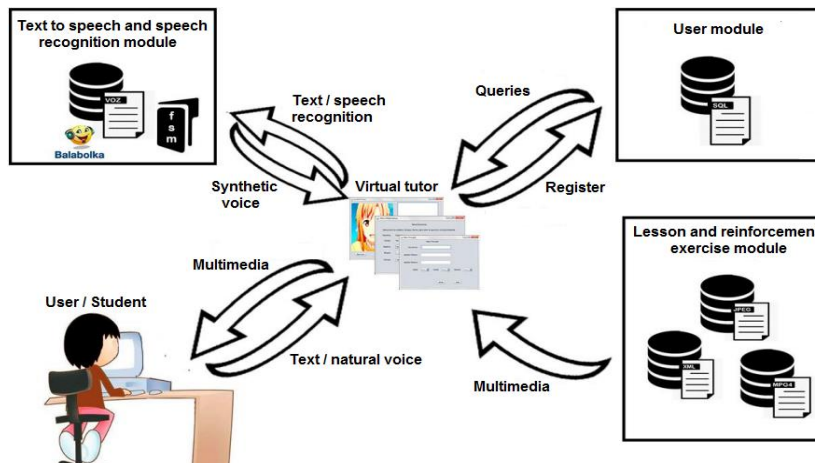 Text to speech and speech
recognition module
VOZ
fsm
Balabolka
Text / speech
recognition
Synthetic
voice
Virtual tutor
Queries
Register
User module
SQL
Multimedia
Text / natural voice
User / Student
Multimedia
Lesson and reinforcement
exercise module
JPEG
XML
MPG4